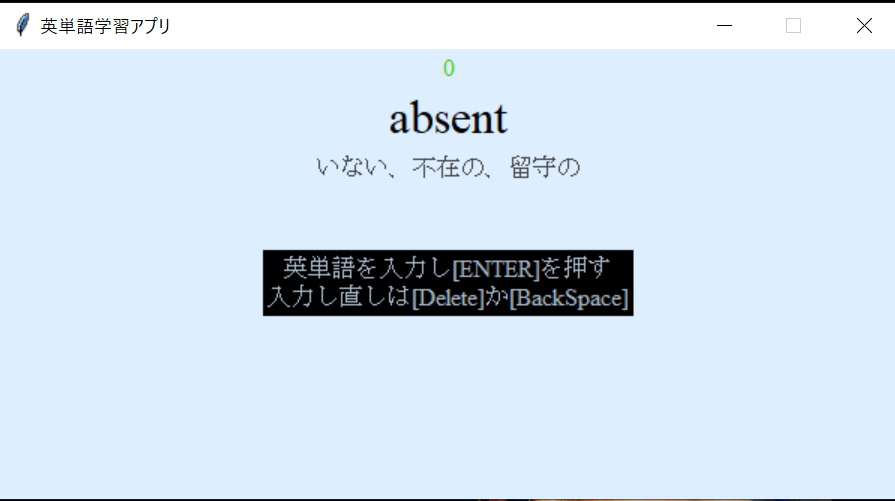 英単語学習アプリ
0
absent
いない、不在の、留守の
英単語を入力し[ENTER]を押す
入力し直しは[Delete]か[BackSpace]